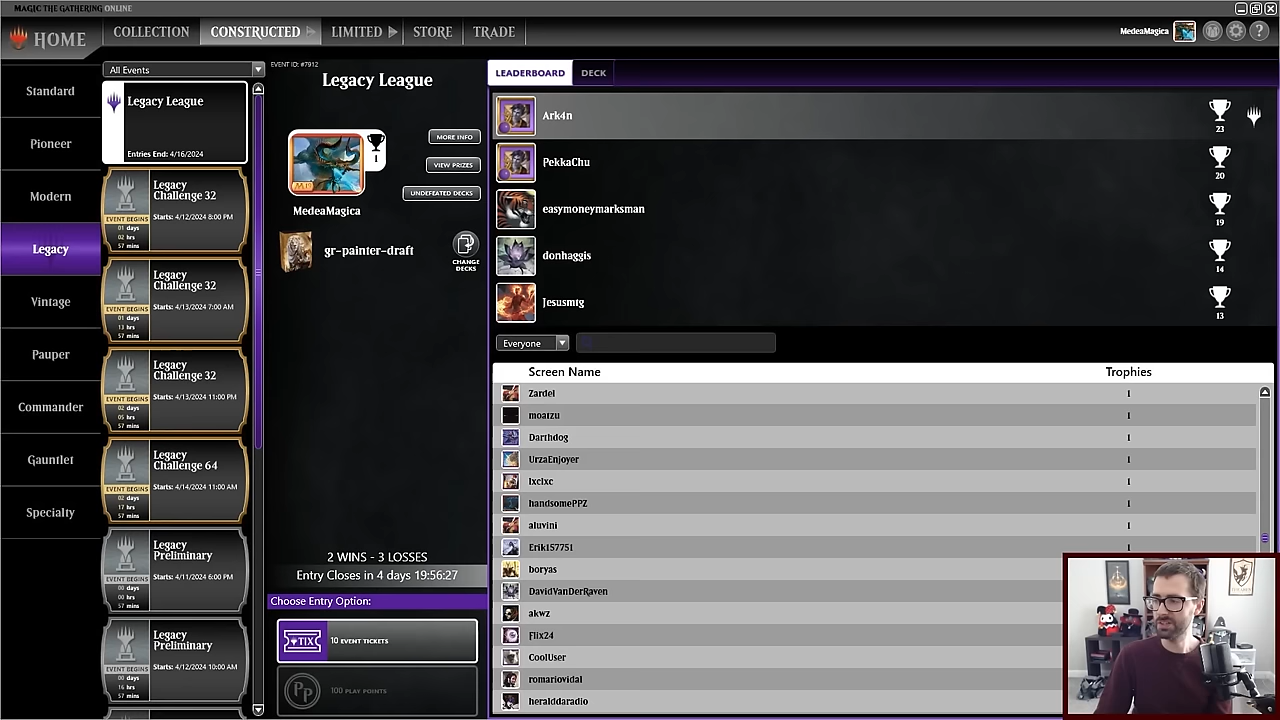 MAGIC: THE GATHERING ONLINE
HOME
COLLECTION
CONSTRUCTED
LIMITED
STORE
TRADE
MedeaMagica
?
Standard
Pioneer
Modern
Legacy
Vintage
Pauper
Commander
Gauntlet
Specialty
All Events
Legacy League
Entries End: 4/16/2024
Legacy
Challenge 32
Starts: 4/12/2024 8:00 PM
EVENT BEGINS
01 days
02 hrs
57 mins
Legacy
Challenge 32
Starts: 4/13/2024 7:00 AM
EVENT BEGINS
01 days
13 hrs
57 mins
Legacy
Challenge 32
Starts: 4/13/2024 11:00 PM
EVENT BEGINS
02 days
05 hrs
57 mins
Legacy
Challenge 64
Starts: 4/14/2024 11:00 AM
EVENT BEGINS
02 days
17 hrs
57 mins
Legacy
Preliminary
Starts: 4/11/2024 6:00 PM
EVENT BEGINS
00 days
00 hrs
57 mins
Legacy
Preliminary
Starts: 4/12/2024 10:00 AM
EVENT BEGINS
00 days
16 hrs
57 mins
EVENT ID: #7912
Legacy League
1
MORE INFO
VIEW PRIZES
UNDEFEATED DECKS
MedeaMagica
gr-painter-draft
CHANGE
DECKS
2 WINS - 3 LOSSES
Entry Closes in 4 days 19:56:27
Choose Entry Option:
TIX
10 EVENT TICKETS
PP
100 PLAY POINTS
LEADERBOARD
DECK
Ark4n
23
PekkaChu
20
easymoneymarksman
19
donhaggis
14
Jesusmtg
13
Everyone
Screen Name Trophies
Zardel 1
moatzu 1
Darthdog 1
UrzaEnjoyer 1
lxclxc 1
handsomePPZ 1
aluvini 1
Erik157751 1
boryas
DavidVanDerRaven
akwz
Flix24
CoolUser
romariovidal
heralddaradio